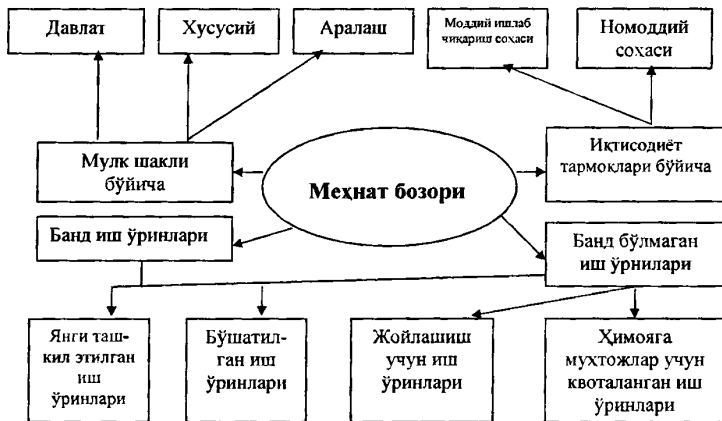 Давлат
Хусусий
Аралаш
Моддий ишлаб
чиқариш соҳаси
Номоддий
соҳаси
Мулк шакли
бўйича
Меҳнат бозори
Иқтисодиёт
тармоқлари бўйича
Банд иш ўринлари
Банд бўлмаган
иш ўрнилари
Янги таш-
кил этилган
иш
ўринлари
Бўшатил-
ган иш
ўринлари
Жойлашиш
учун иш
ўринлари
Ҳимояга
мухтожлар учун
квоталанган иш
ўринлари